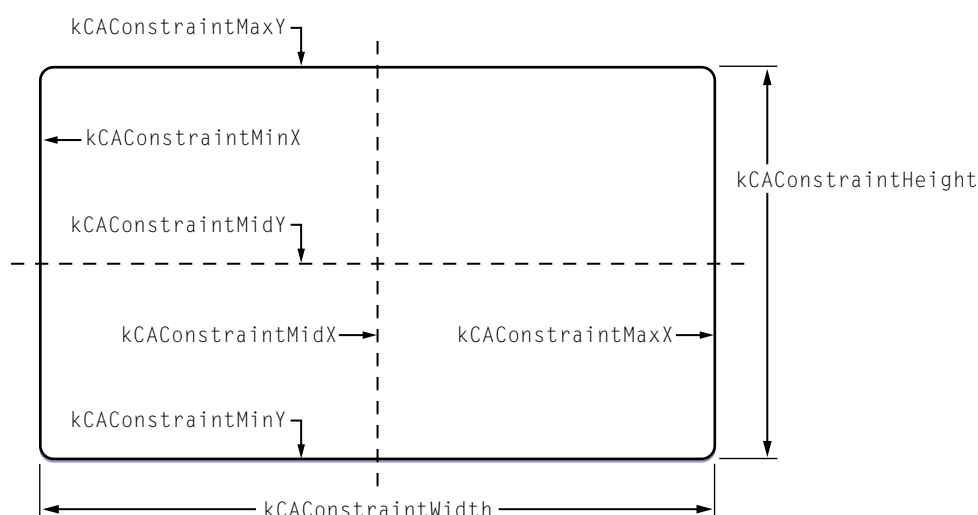 kCAConstraintMaxY
kCAConstraintMinX
kCAConstraintHeight
kCAConstraintMidY
kCAConstraintMidX
kCAConstraintMaxX
kCAConstraintMinY
kCAConstraintWidth